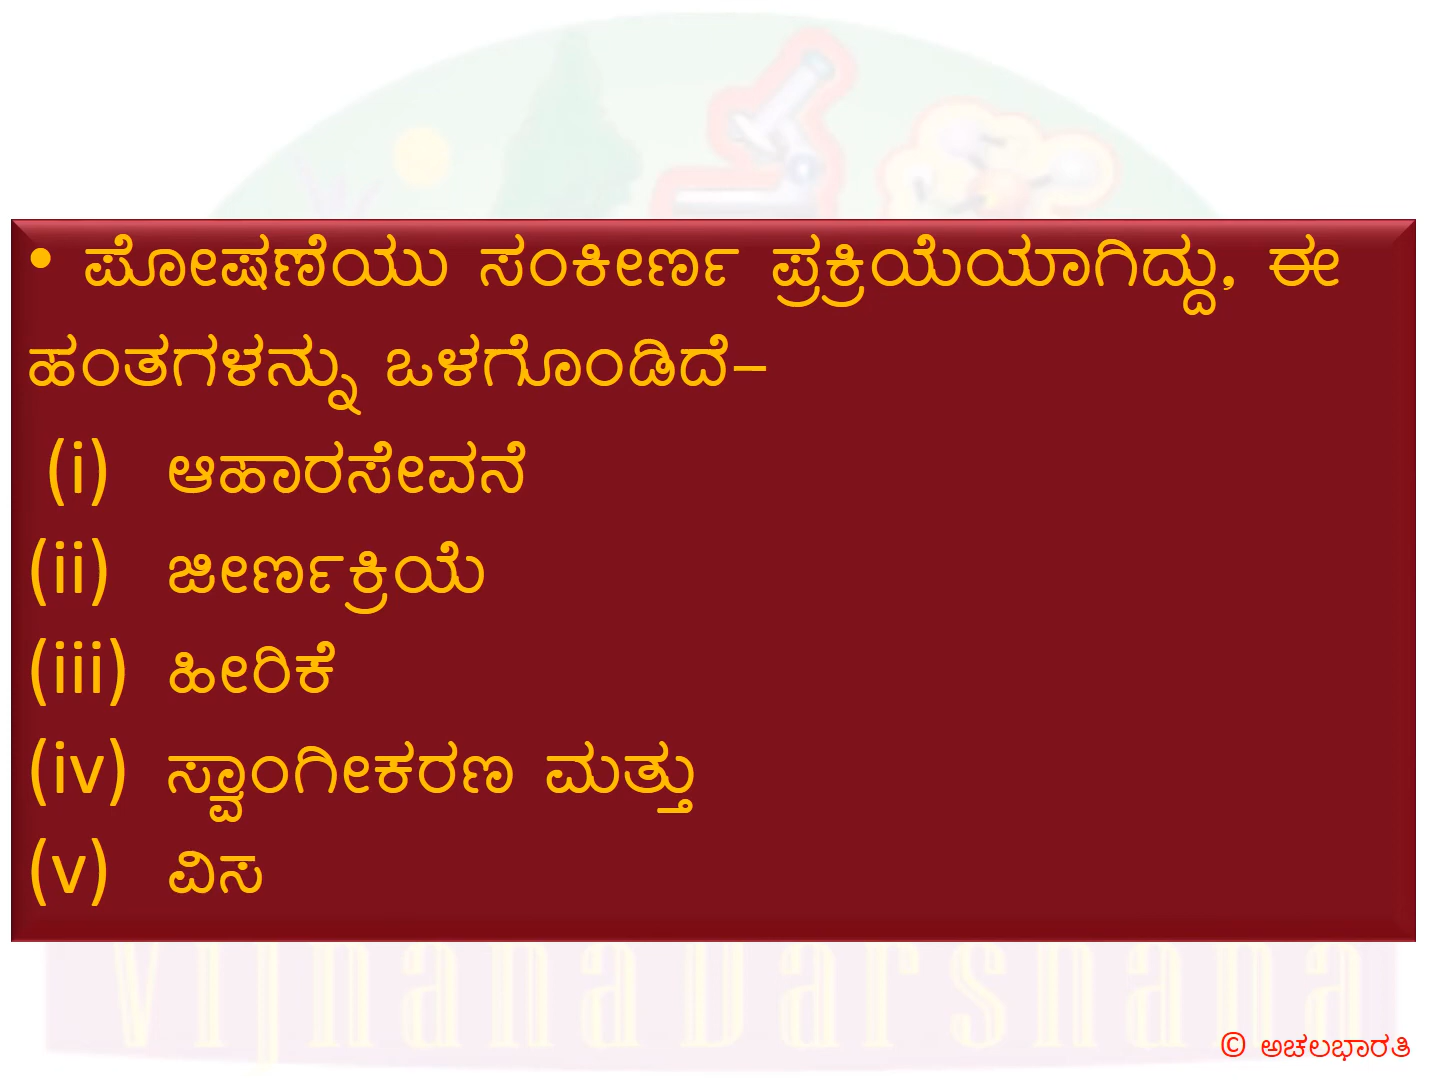 • ಪೋಷಣೆಯು ಸಂಕೀರ್ಣ ಪ್ರಕ್ರಿಯೆಯಾಗಿದ್ದು, ಈ
ಹಂತಗಳನ್ನು ಒಳಗೊಂಡಿದೆ–
(i) ಆಹಾರಸೇವನೆ
(ii) ಜೀರ್ಣಕ್ರಿಯೆ
(iii) ಹೀರಿಕೆ
(iv) ಸ್ವಾಂಗೀಕರಣ ಮತ್ತು
(v) ವಿಸ
VijnanaDarshana
© ಅಚಲಭಾರತಿ